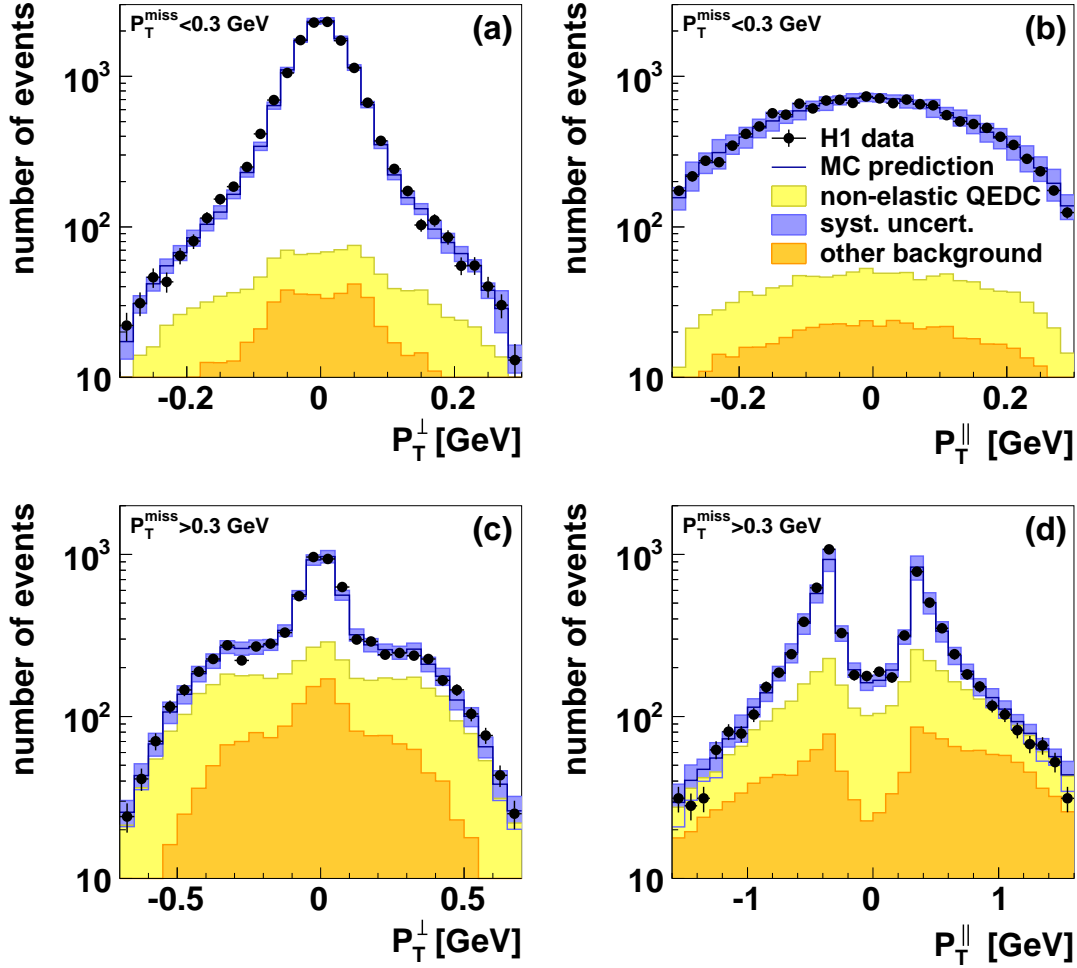 P_T^miss<0.3 GeV
(a)
number of events
10^3
10^2
10
-0.2 0 0.2
P_T^⊥ [GeV]
P_T^miss<0.3 GeV
(b)
number of events
10^3
10^2
10
H1 data
MC prediction
non-elastic QEDC
syst. uncert.
other background
-0.2 0 0.2
P_T^|| [GeV]
P_T^miss>0.3 GeV
(c)
number of events
10^3
10^2
10
-0.5 0 0.5
P_T^⊥ [GeV]
P_T^miss>0.3 GeV
(d)
number of events
10^3
10^2
10
-1 0 1
P_T^|| [GeV]